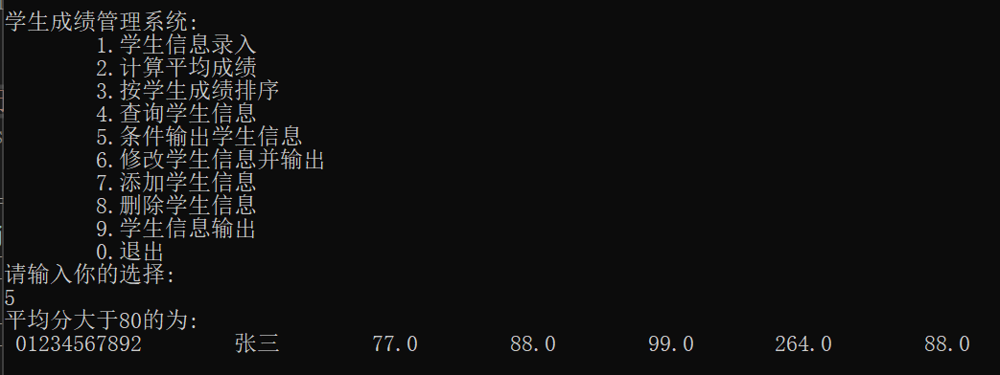 学生成绩管理系统:
1.学生信息录入
2.计算平均成绩
3.按学生成绩排序
4.查询学生信息
5.条件输出学生信息
6.修改学生信息并输出
7.添加学生信息
8.删除学生信息
9.学生信息输出
0.退出
请输入你的选择:
5
平均分大于80的为:
01234567892 张三 77.0 88.0 99.0 264.0 88.0